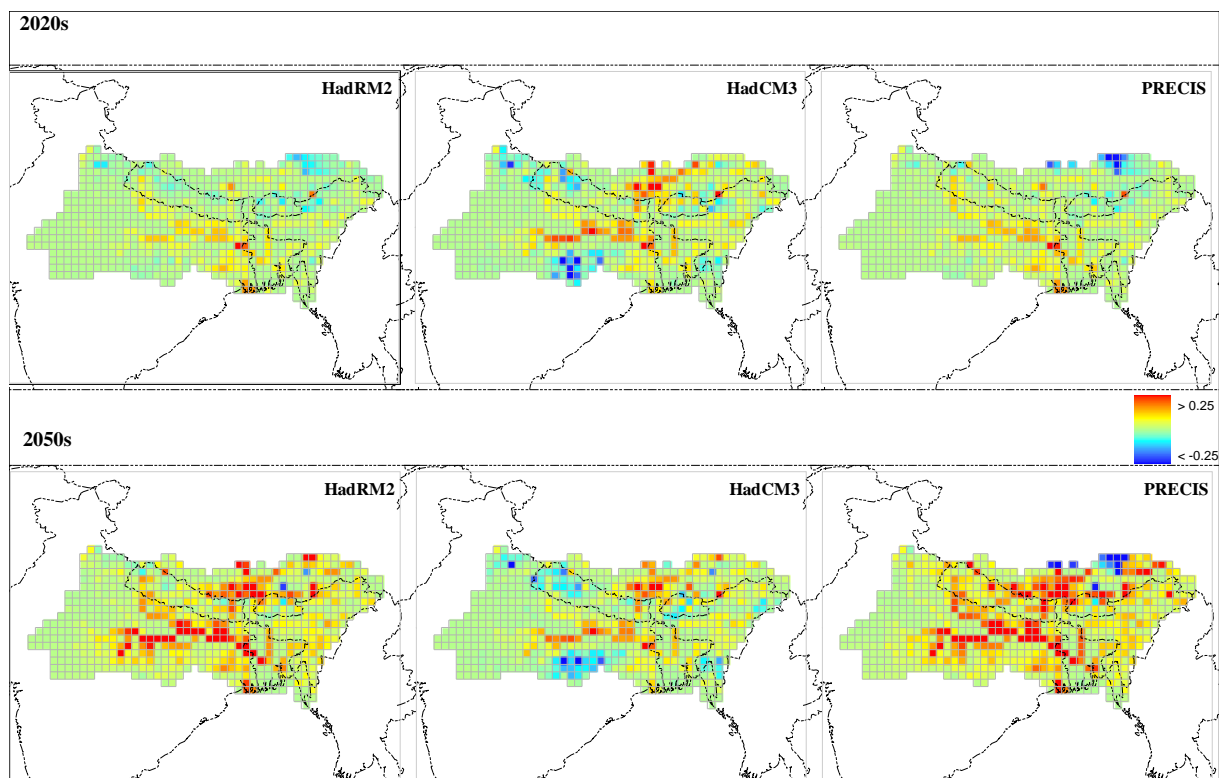 2020s
HadRM2
HadCM3
PRECIS
> 0.25
< -0.25
2050s
HadRM2
HadCM3
PRECIS